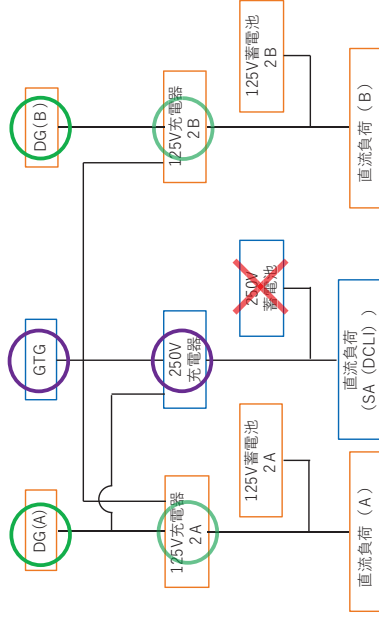 DG(A)
GTG
DG(B)
125V充電器
2A
250V
充電器
125V充電器
2B
125V蓄電池
2A
250V
蓄電池
125V蓄電池
2B
直流負荷（A）
直流負荷
（SA（DCLI））
直流負荷（B）